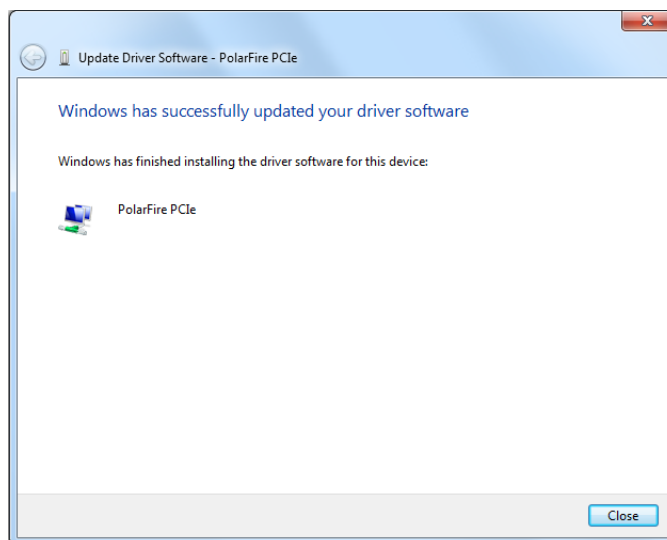 Update Driver Software - PolarFire PCIe
Windows has successfully updated your driver software
Windows has finished installing the driver software for this device:
PolarFire PCIe
Close